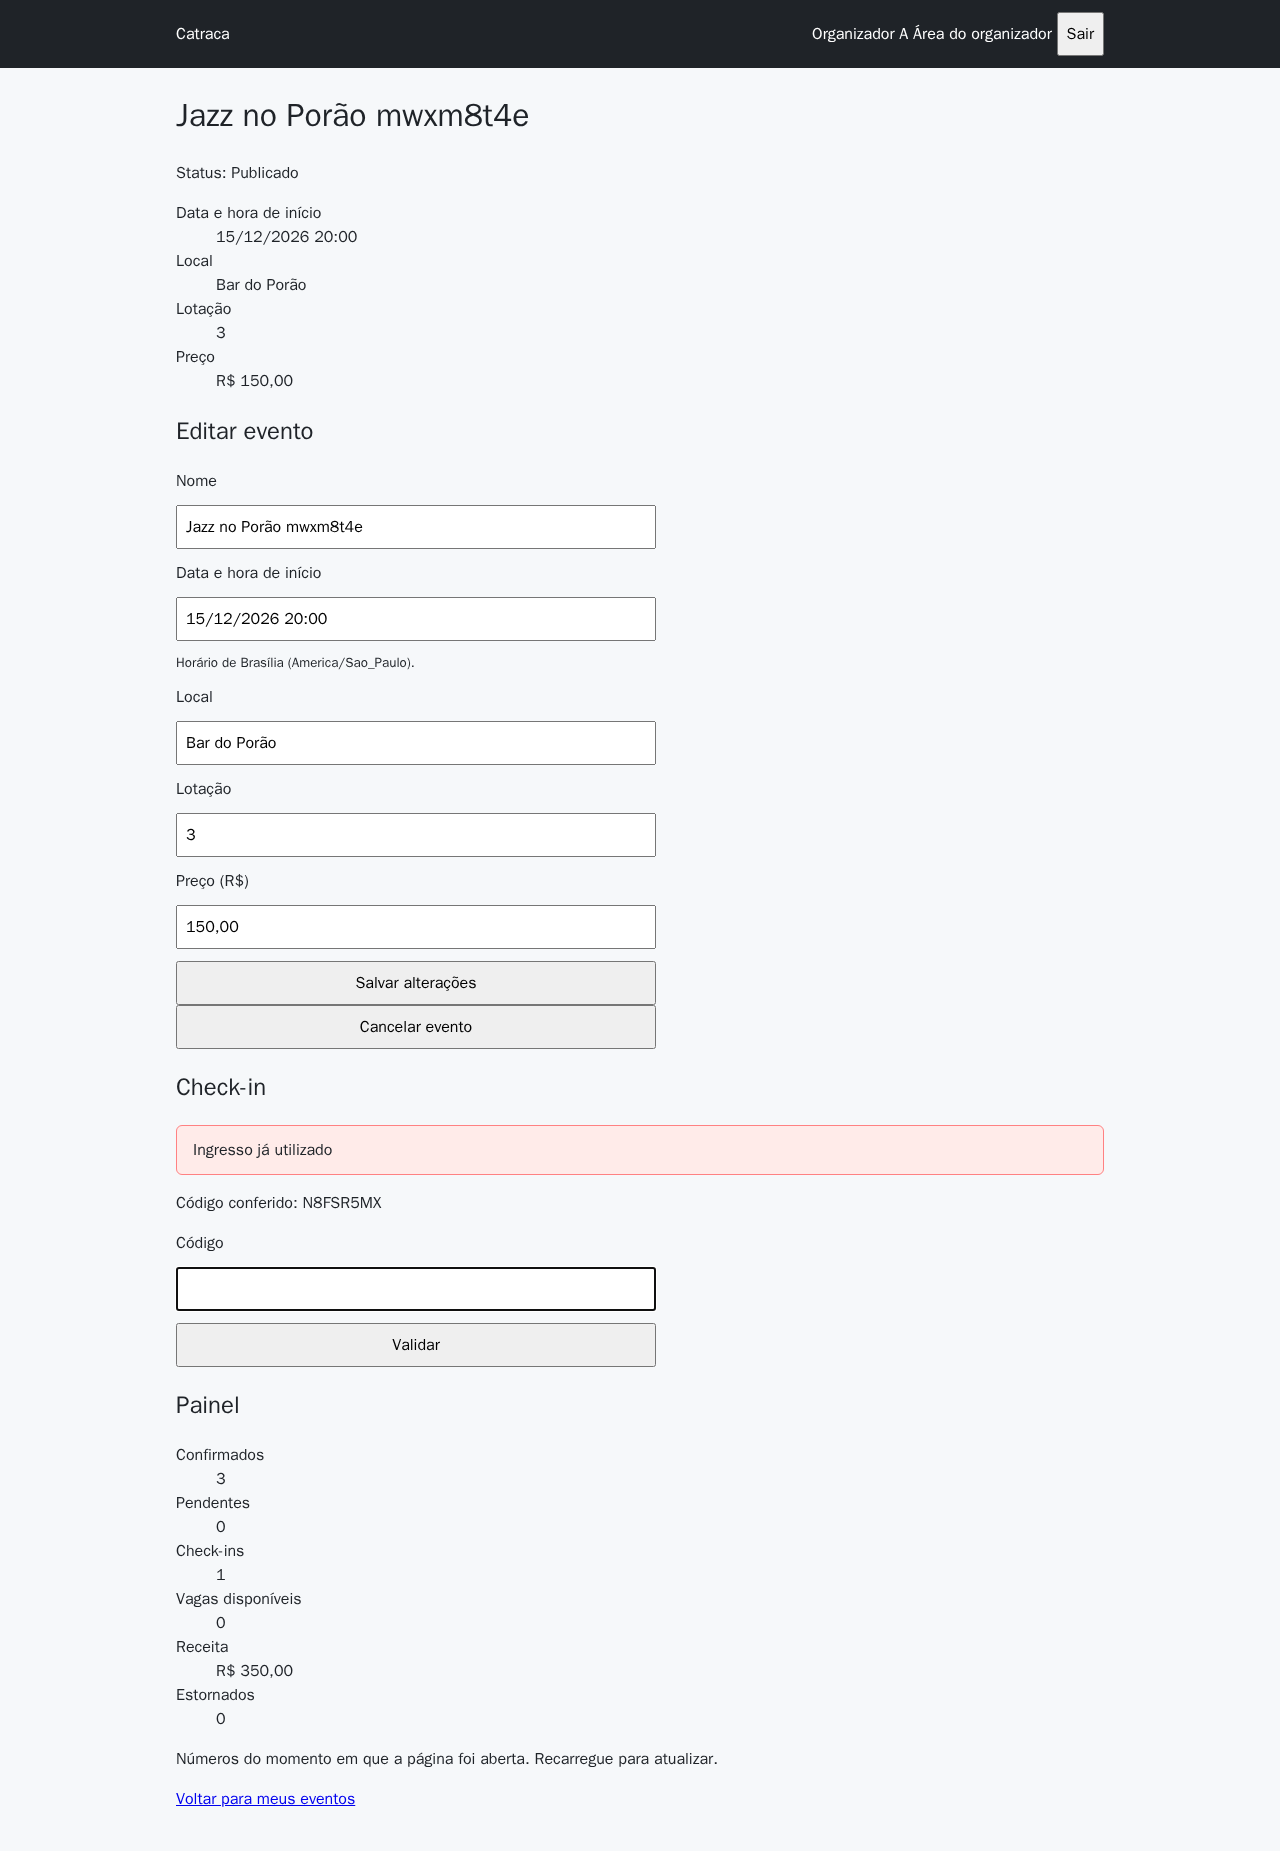 Catraca
Organizador A Área do organizador Sair
Jazz no Porão mwxm8t4e
Status: Publicado
Data e hora de início
15/12/2026 20:00
Local
Bar do Porão
Lotação
3
Preço
R$ 150,00
Editar evento
Nome
Jazz no Porão mwxm8t4e
Data e hora de início
15/12/2026 20:00
Horário de Brasília (America/Sao_Paulo).
Local
Bar do Porão
Lotação
3
Preço (R$)
150,00
Salvar alterações
Cancelar evento
Check-in
Ingresso já utilizado
Código conferido: N8FSR5MX
Código
Validar
Painel
Confirmados
3
Pendentes
0
Check-ins
1
Vagas disponíveis
0
Receita
R$ 350,00
Estornados
0
Números do momento em que a página foi aberta. Recarregue para atualizar.
Voltar para meus eventos